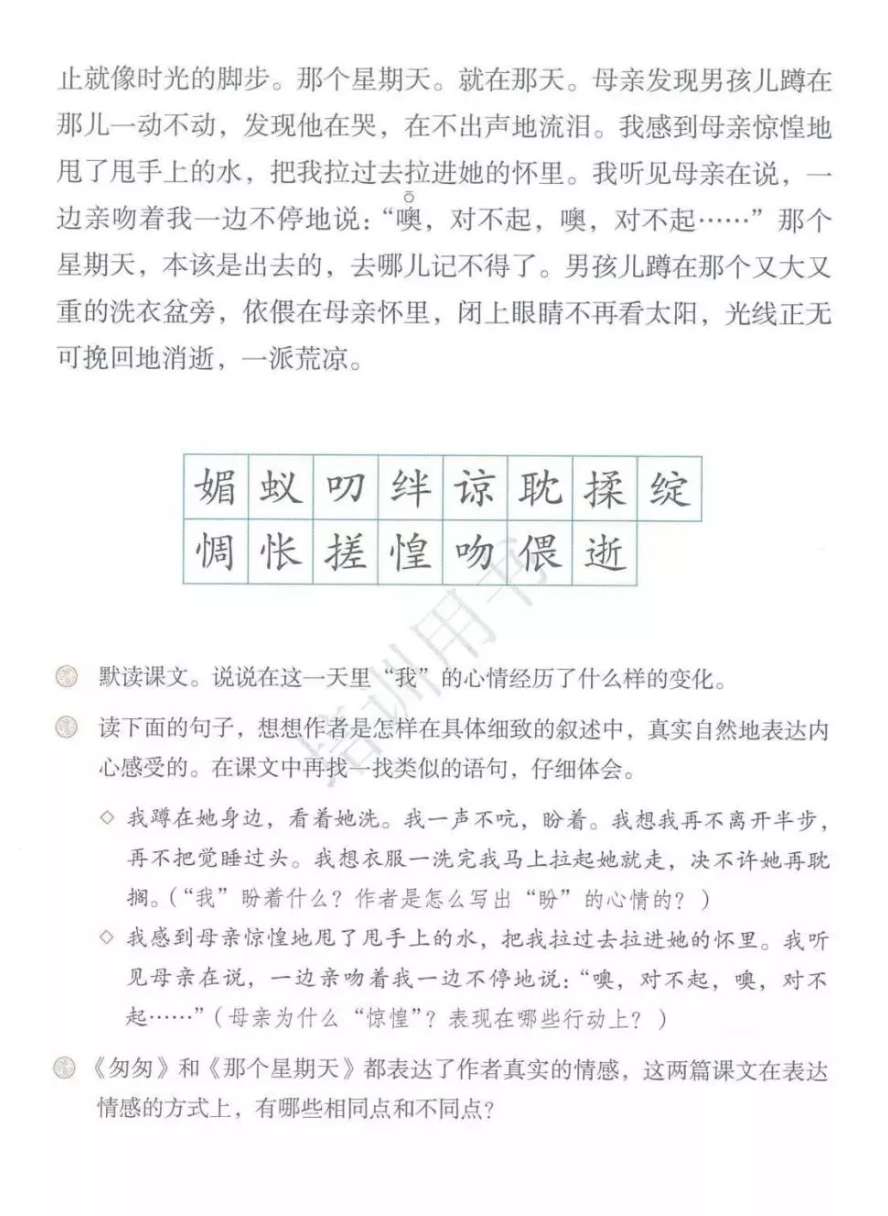 止就像时光的脚步。那个星期天。就在那天。母亲发现男孩儿蹲在
那儿一动不动，发现他在哭，在不出声地流泪。我感到母亲惊惶地
甩了甩手上的水，把我拉过去拉进她的怀里。我听见母亲在说，一
ō
边亲吻着我一边不停地说：“噢，对不起，噢，对不起……”那个
星期天，本该是出去的，去哪儿记不得了。男孩儿蹲在那个又大又
重的洗衣盆旁，依偎在母亲怀里，闭上眼睛不再看太阳，光线正无
可挽回地消逝，一派荒凉。
媚蚁叨绊谅耽揉绽
惆怅搓惶吻偎逝
培训用书
默读课文。说说在这一天里“我”的心情经历了什么样的变化。
读下面的句子，想想作者是怎样在具体细致的叙述中，真实自然地表达内
心感受的。在课文中再找一找类似的语句，仔细体会。
◇ 我蹲在她身边，看着她洗。我一声不吭，盼着。我想我再不离开半步，
再不把觉睡过头。我想衣服一洗完我马上拉起她就走，决不许她再耽
搁。（“我”盼着什么？作者是怎么写出“盼”的心情的？）
◇ 我感到母亲惊惶地甩了甩手上的水，把我拉过去拉进她的怀里。我听
见母亲在说，一边亲吻着我一边不停地说：“噢，对不起，噢，对不
起……”（母亲为什么“惊惶”？表现在哪些行动上？）
《匆匆》和《那个星期天》都表达了作者真实的情感，这两篇课文在表达
情感的方式上，有哪些相同点和不同点？